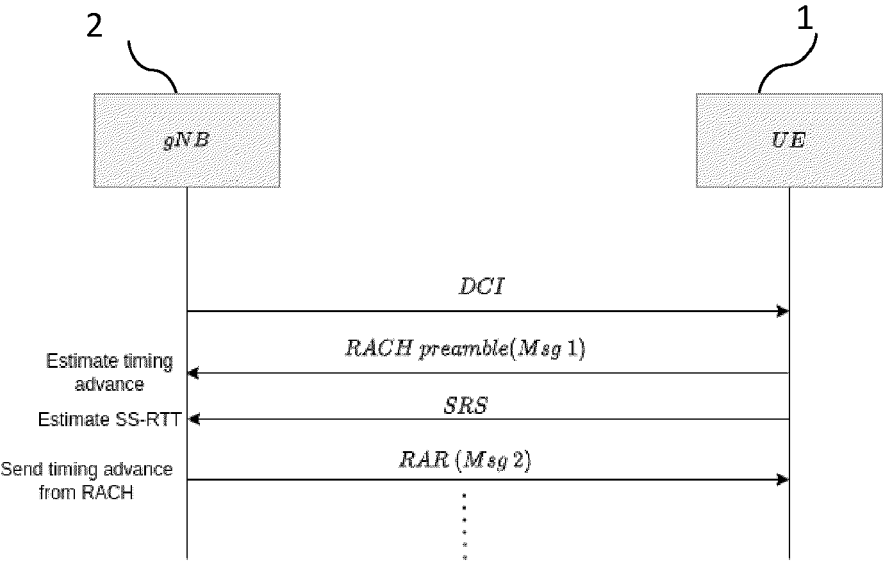 2
1
gNB
UE
DCI
RACH preamble(Msg 1)
Estimate timing
advance
SRS
Estimate SS-RTT
RAR (Msg 2)
Send timing advance
from RACH